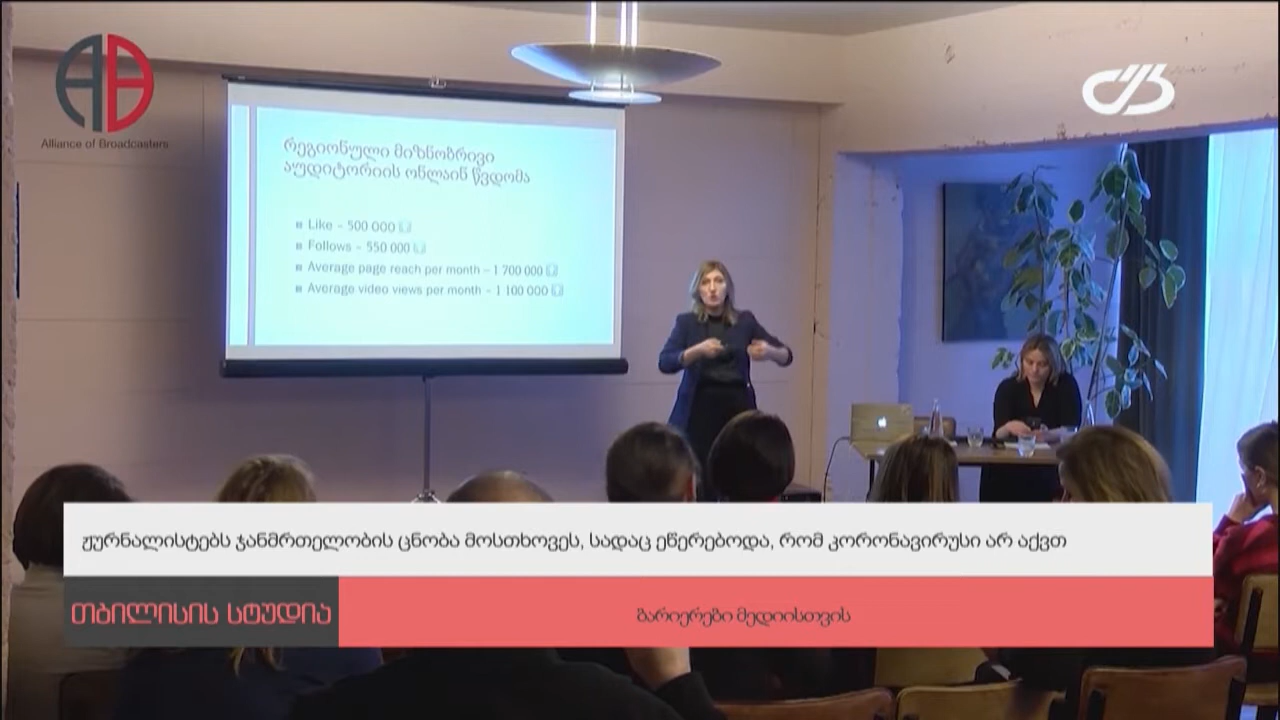 Alliance of Broadcasters
რეგიონული მიზნობრივი
აუდიტორიის ონლაინ წვდომა
Like – 500 000
Follows – 550 000
Average page reach per month – 1 700 000
Average video views per month - 1 100 000
ჟურნალისტებს ჯანმრთელობის ცნობა მოსთხოვეს, სადაც ეწერებოდა, რომ კორონავირუსი არ აქვთ
თბილისის სტუდია
ბარიერები მედიისთვის